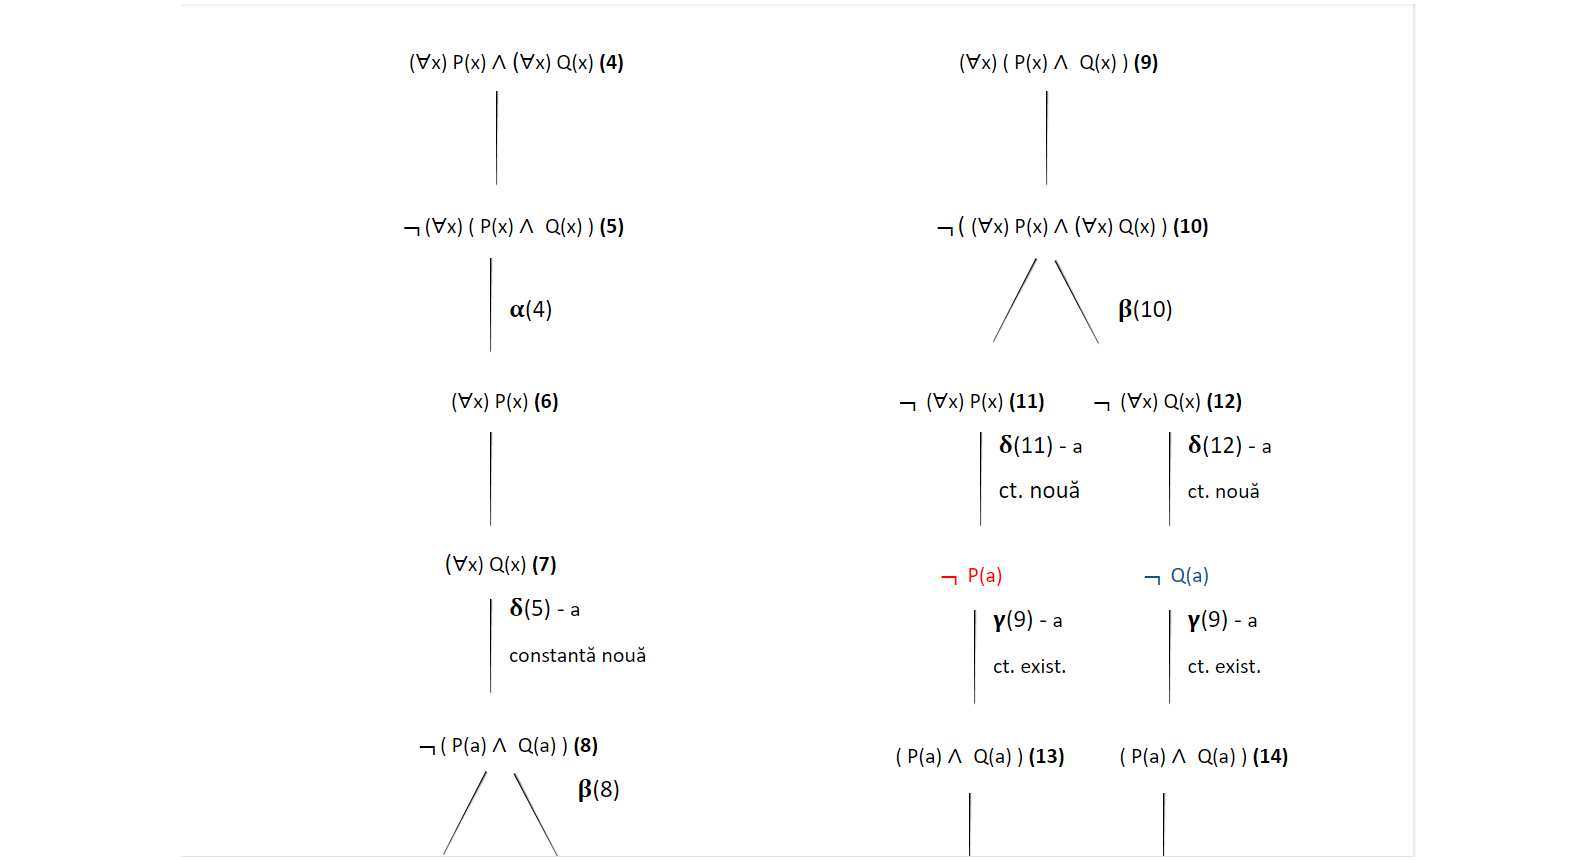 (∀x) P(x) ∧ (∀x) Q(x) (4)
¬ (∀x) ( P(x) ∧ Q(x) ) (5)
α(4)
(∀x) P(x) (6)
(∀x) Q(x) (7)
δ(5) - a
constantă nouă
¬ ( P(a) ∧ Q(a) ) (8)
β(8)
(∀x) ( P(x) ∧ Q(x) ) (9)
¬ ( (∀x) P(x) ∧ (∀x) Q(x) ) (10)
β(10)
¬ (∀x) P(x) (11)
δ(11) - a
ct. nouă
¬ P(a)
γ(9) - a
ct. exist.
( P(a) ∧ Q(a) ) (13)
¬ (∀x) Q(x) (12)
δ(12) - a
ct. nouă
¬ Q(a)
γ(9) - a
ct. exist.
( P(a) ∧ Q(a) ) (14)